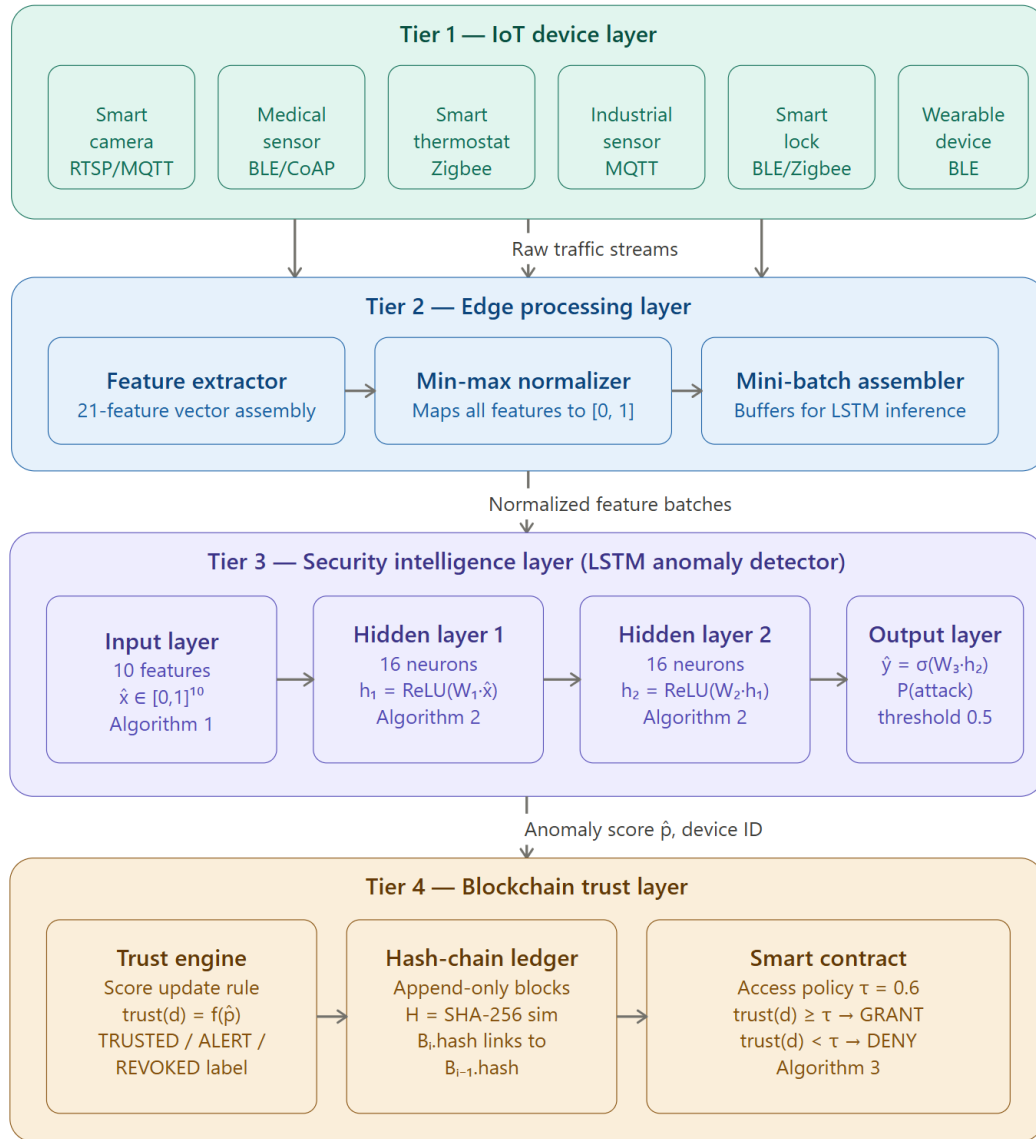 Tier 1 — IoT device layer
Smart
camera
RTSP/MQTT
Medical
sensor
BLE/CoAP
Smart
thermostat
Zigbee
Industrial
sensor
MQTT
Smart
lock
BLE/Zigbee
Wearable
device
BLE
Raw traffic streams
Tier 2 — Edge processing layer
Feature extractor
21-feature vector assembly
Min-max normalizer
Maps all features to [0, 1]
Mini-batch assembler
Buffers for LSTM inference
Normalized feature batches
Tier 3 — Security intelligence layer (LSTM anomaly detector)
Input layer
10 features
x̂ ∈ [0,1]¹⁰
Algorithm 1
Hidden layer 1
16 neurons
h₁ = ReLU(W₁·x̂)
Algorithm 2
Hidden layer 2
16 neurons
h₂ = ReLU(W₂·h₁)
Algorithm 2
Output layer
ŷ = σ(W₃·h₂)
P(attack)
threshold 0.5
Anomaly score p̂, device ID
Tier 4 — Blockchain trust layer
Trust engine
Score update rule
trust(d) = f(p̂)
TRUSTED / ALERT /
REVOKED label
Hash-chain ledger
Append-only blocks
H = SHA-256 sim
Bᵢ.hash links to
Bᵢ₋₁.hash
Smart contract
Access policy τ = 0.6
trust(d) ≥ τ → GRANT
trust(d) < τ → DENY
Algorithm 3